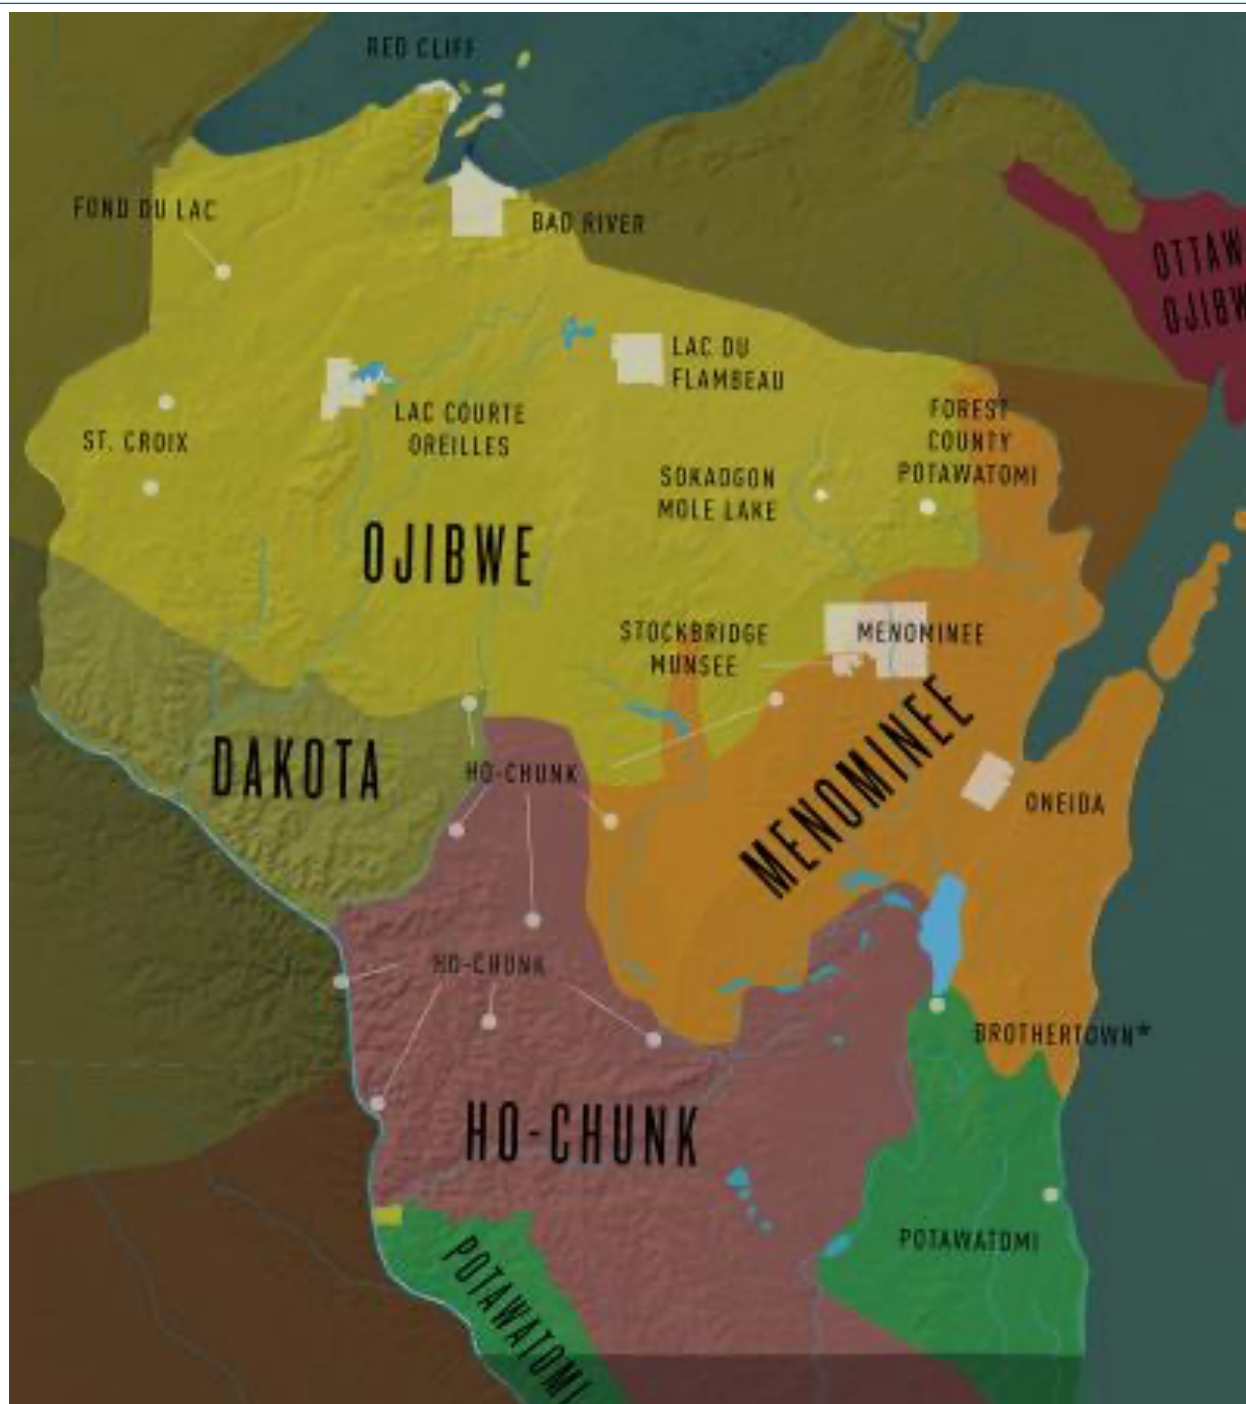 RED CLIFF
FOND DU LAC
BAD RIVER
OTTAW
OJIBW
LAC DU
FLAMBEAU
ST. CROIX
LAC COURTE
OREILLES
FOREST
COUNTY
POTAWATOMI
SOKAOGON
MOLE LAKE
OJIBWE
STOCKBRIDGE
MUNSEE
MENOMINEE
DAKOTA
HO-CHUNK
MENOMINEE
ONEIDA
HO-CHUNK
BROTHERTOWN*
HO-CHUNK
POTAWATOMI
POTAWATOMI